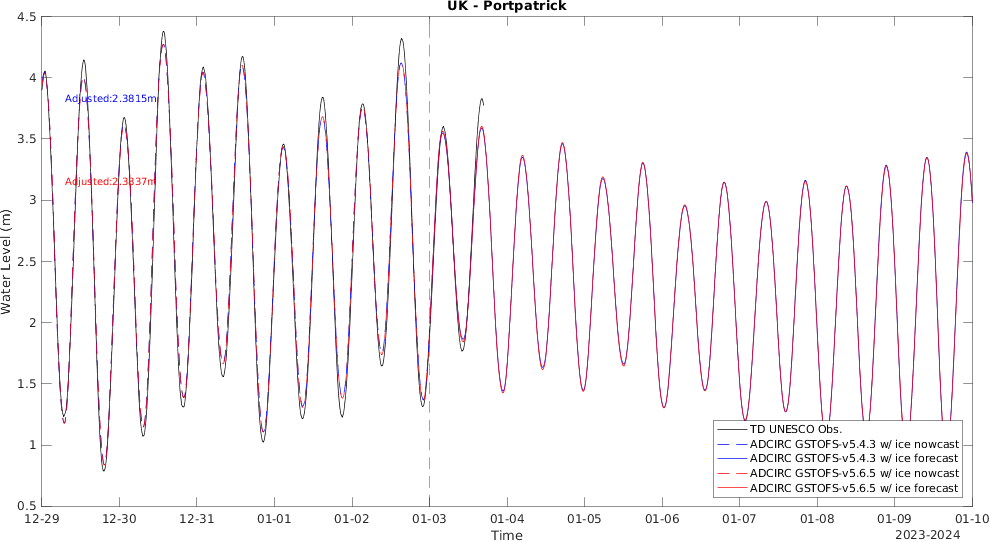 UK - Portpatrick
4.5
4
3.5
3
2.5
2
1.5
1
0.5
Water Level (m)
Adjusted:2.3815m
Adjusted:2.3337m
TD UNESCO Obs.
ADCIRC GSTOFS-v5.4.3 w/ ice nowcast
ADCIRC GSTOFS-v5.4.3 w/ ice forecast
ADCIRC GSTOFS-v5.6.5 w/ ice nowcast
ADCIRC GSTOFS-v5.6.5 w/ ice forecast
12-29 12-30 12-31 01-01 01-02 01-03 01-04 01-05 01-06 01-07 01-08 01-09 01-10
Time
2023-2024